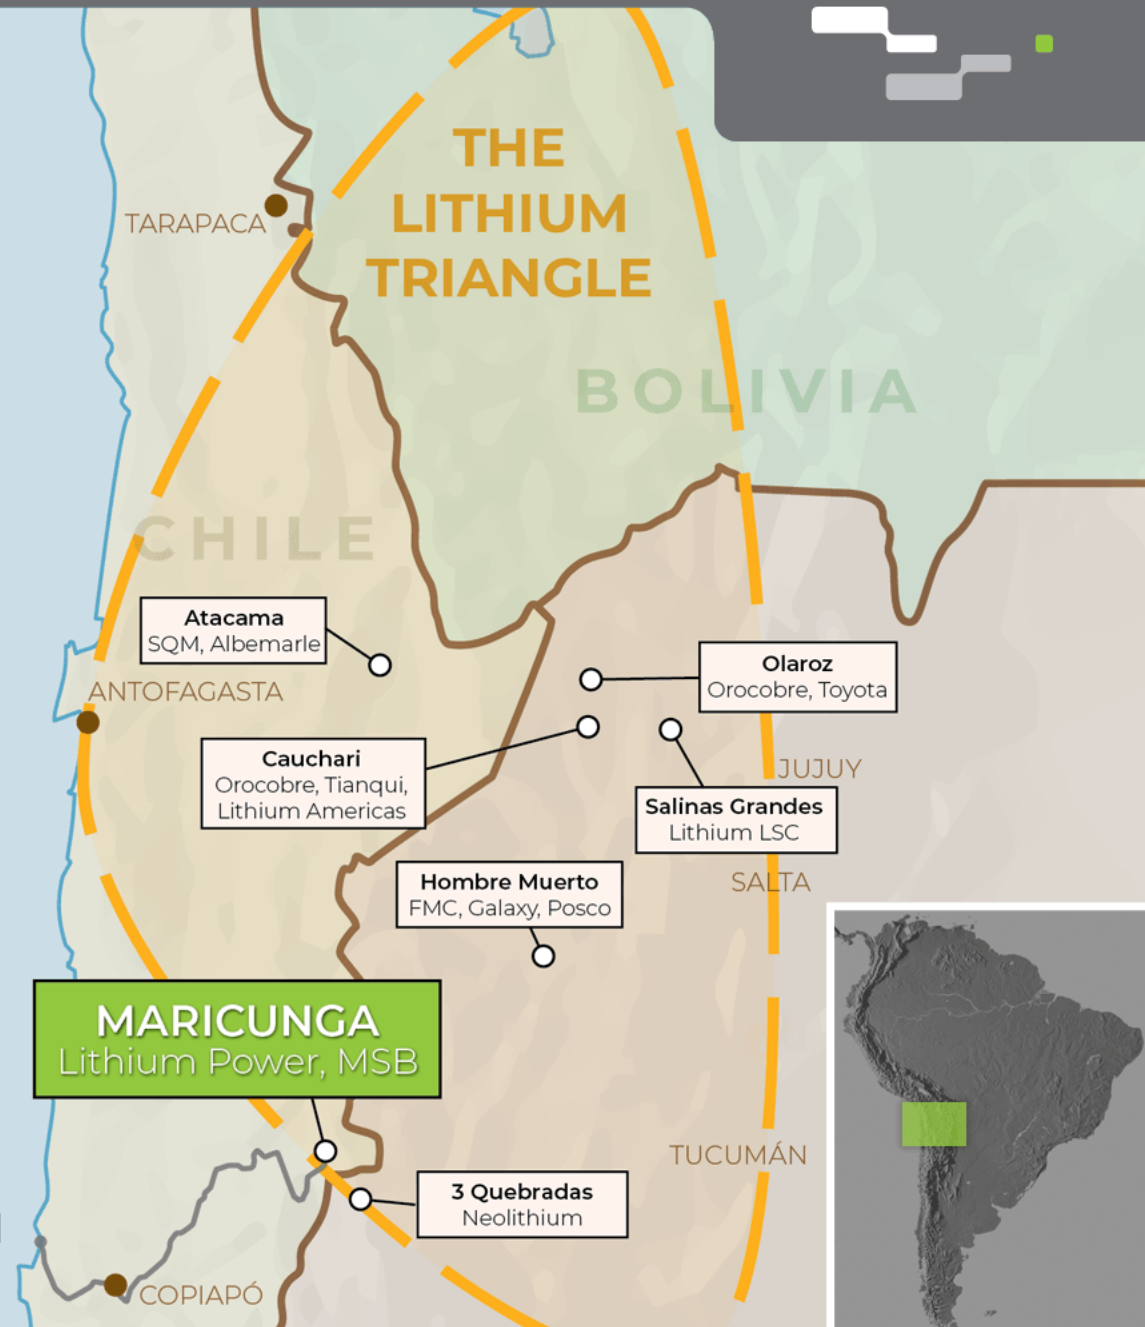 THE
LITHIUM
TRIANGLE
TARAPACA
BOLIVIA
CHILE
Atacama
SQM, Albemarle
ANTOFAGASTA
Olaroz
Orocobre, Toyota
Cauchari
Orocobre, Tianqui,
Lithium Americas
JUJUY
Salinas Grandes
Lithium LSC
SALTA
Hombre Muerto
FMC, Galaxy, Posco
MARICUNGA
Lithium Power, MSB
TUCUMÁN
3 Quebradas
Neolithium
COPIAPÓ